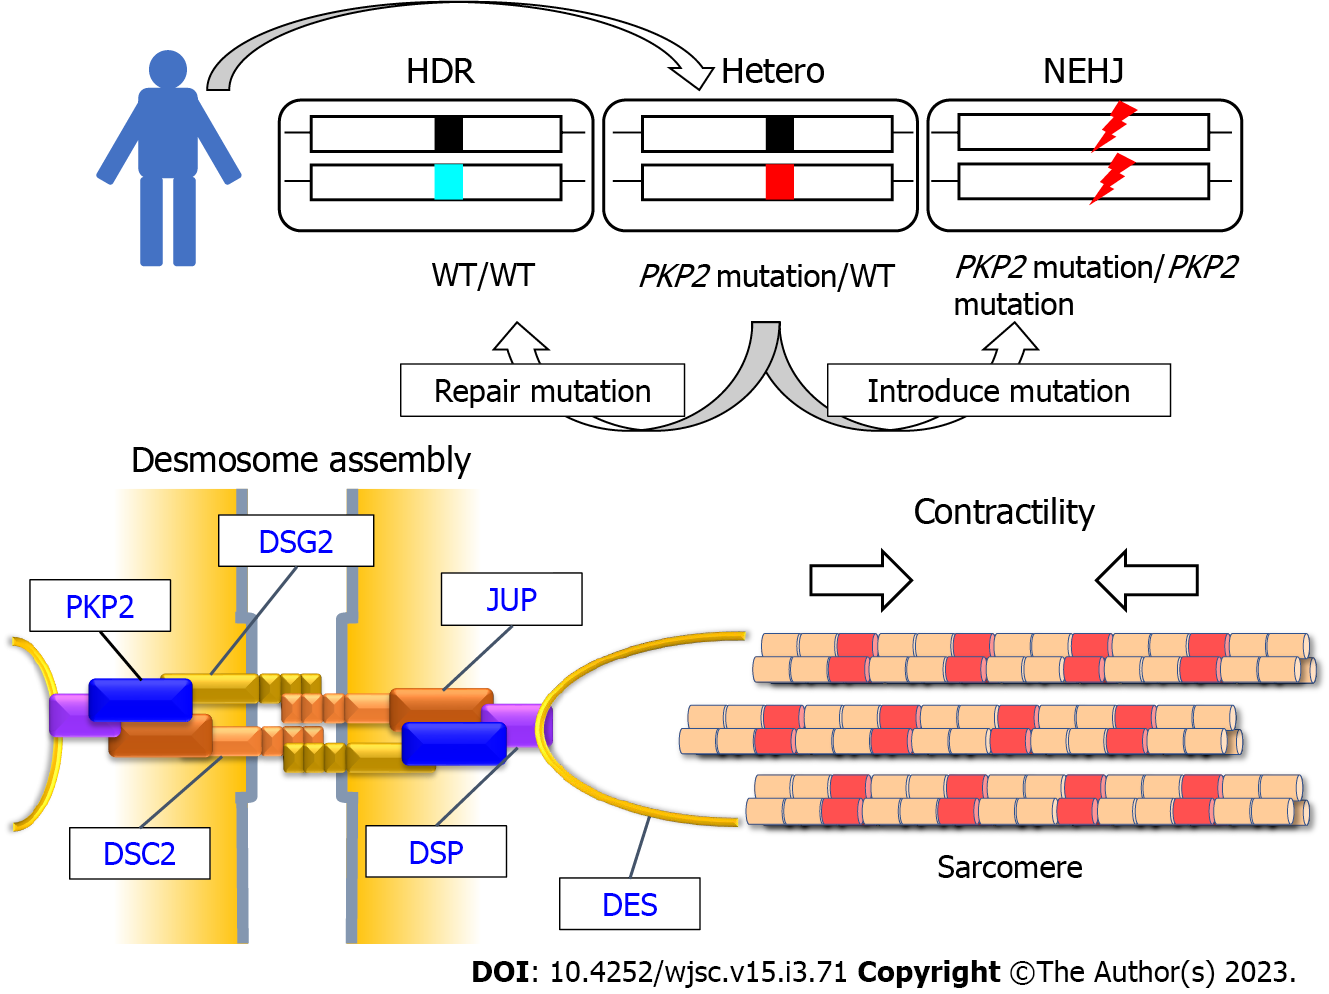 HDR
Hetero
NEHJ
WT/WT
PKP2 mutation/WT
PKP2 mutation/PKP2
mutation
Repair mutation
Introduce mutation
Desmosome assembly
Contractility
DSG2
PKP2
JUP
DSC2
DSP
DES
Sarcomere
DOI: 10.4252/wjsc.v15.i3.71 Copyright ©The Author(s) 2023.